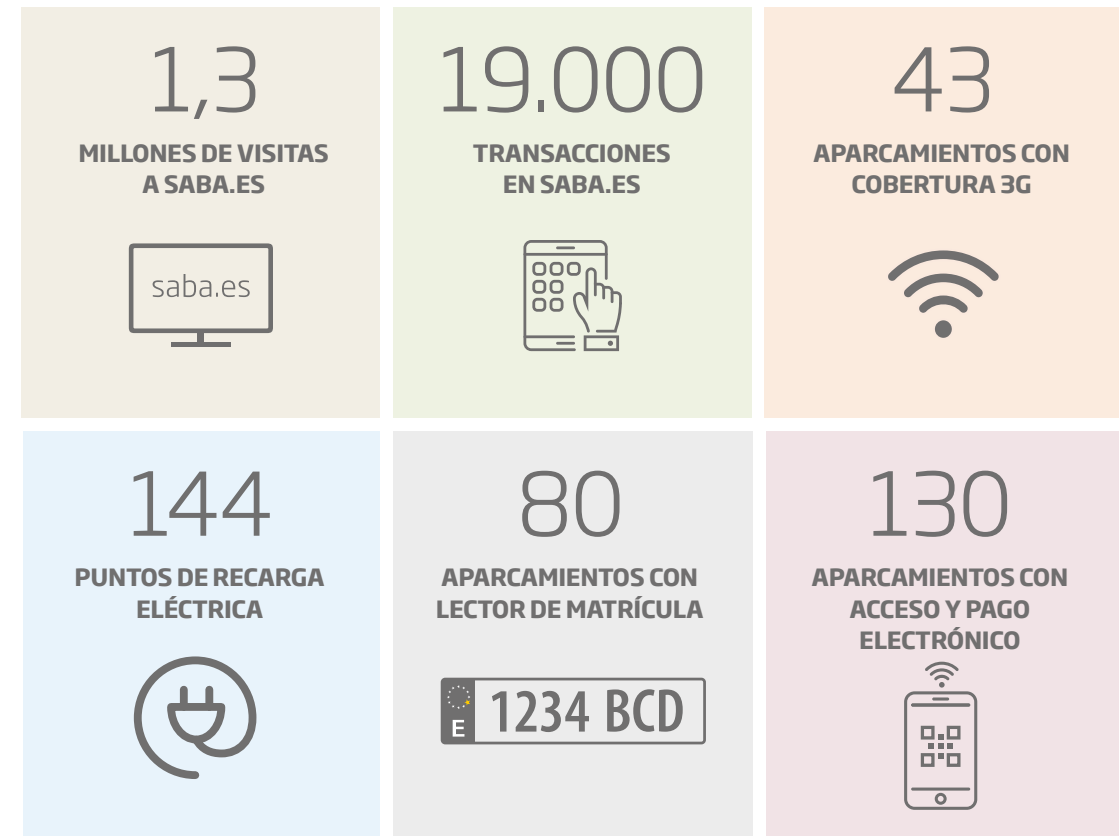 1,3
MILLONES DE VISITAS
A SABA.ES
saba.es
19.000
TRANSACCIONES
EN SABA.ES
43
APARCAMIENTOS CON
COBERTURA 3G
144
PUNTOS DE RECARGA
ELÉCTRICA
80
APARCAMIENTOS CON
LECTOR DE MATRÍCULA
E 1234 BCD
130
APARCAMIENTOS CON
ACCESO Y PAGO
ELECTRÓNICO